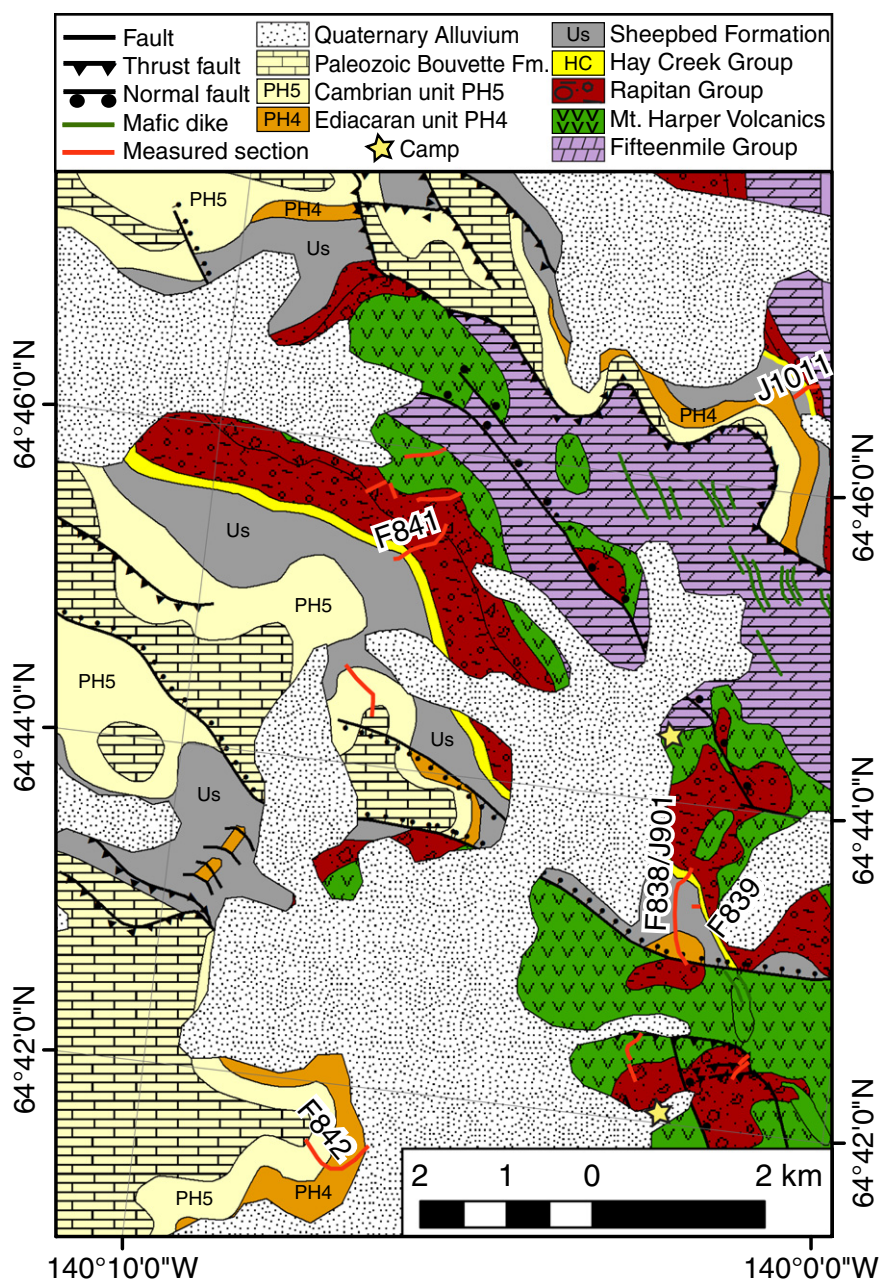 Fault
Thrust fault
Normal fault
Mafic dike
Measured section
Quaternary Alluvium
Paleozoic Bouvette Fm.
PH5 Cambrian unit PH5
PH4 Ediacaran unit PH4
Camp
Us Sheepbed Formation
HC Hay Creek Group
Rapitan Group
Mt. Harper Volcanics
Fifteenmile Group
PH5
PH4
Us
64°46'0"N
J1011
PH4
64°46'0"N
F841
Us
PH5
PH5
64°44'0"N
Us
Us
64°44'0"N
F838/J901
F839
64°42'0"N
F842
PH5
PH4
64°42'0"N
2 1 0 2 km
140°10'0"W
140°0'0"W